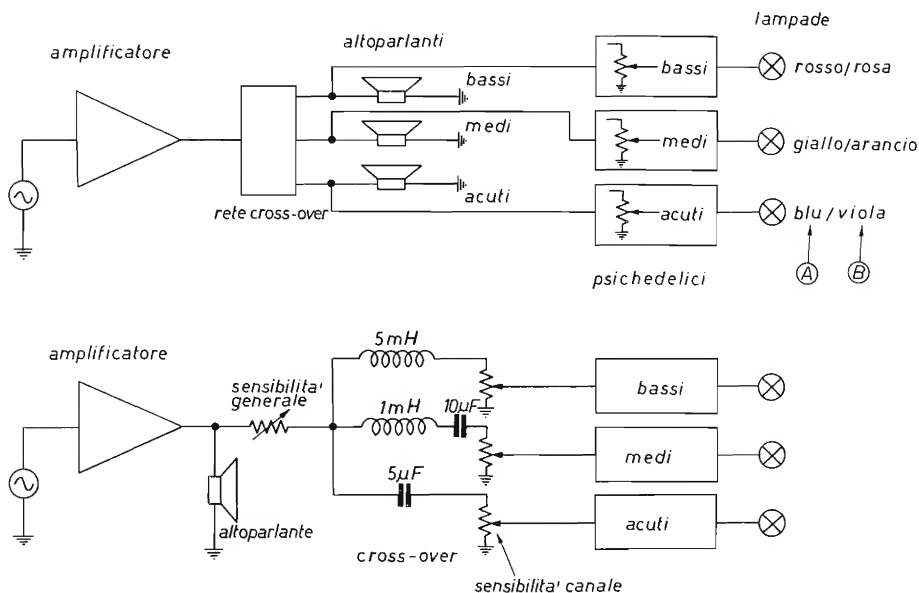 lampade
amplificatore
altoparlanti
bassi
bassi
rosso/rosa
medi
medi
giallo/arancio
acuti
acuti
blu/viola
rete cross-over
psichedelici
A
B
amplificatore
sensibilita' generale
5mH
bassi
1mH
10µF
medi
5µF
acuti
altoparlante
cross-over
sensibilita' canale